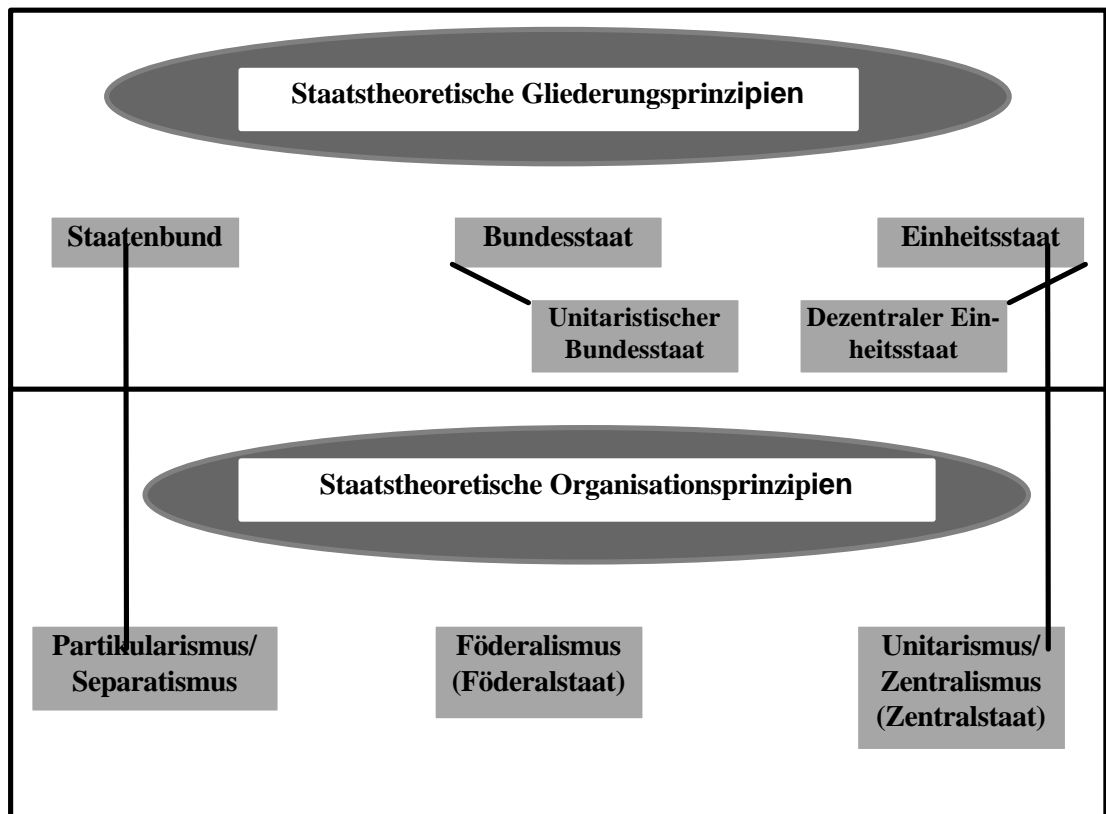 Staatstheoretische Gliederungsprinzipien
Staatenbund
Bundesstaat
Einheitsstaat
Unitaristischer
Bundesstaat
Dezentraler Ein-
heitsstaat
Staatstheoretische Organisationsprinzipien
Partikularismus/
Separatismus
Föderalismus
(Föderalstaat)
Unitarismus/
Zentralismus
(Zentralstaat)